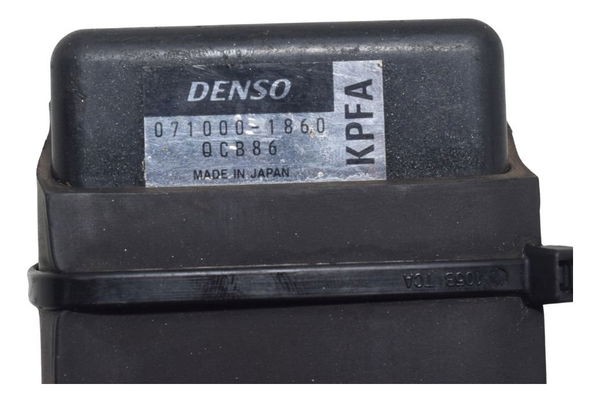 DENSO
071000-1860
QCB86
MADE IN JAPAN
KPFA